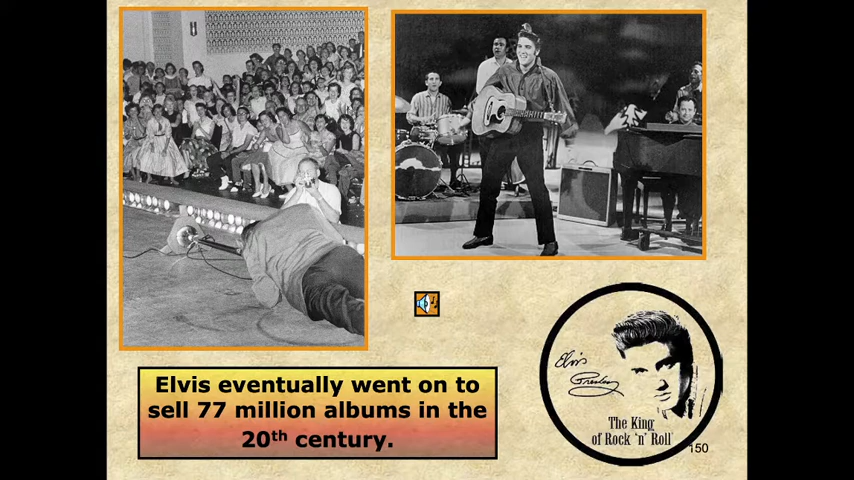 Elvis eventually went on to
sell 77 million albums in the
20th century.
Elvis
Presley
The King
of Rock 'n' Roll
150